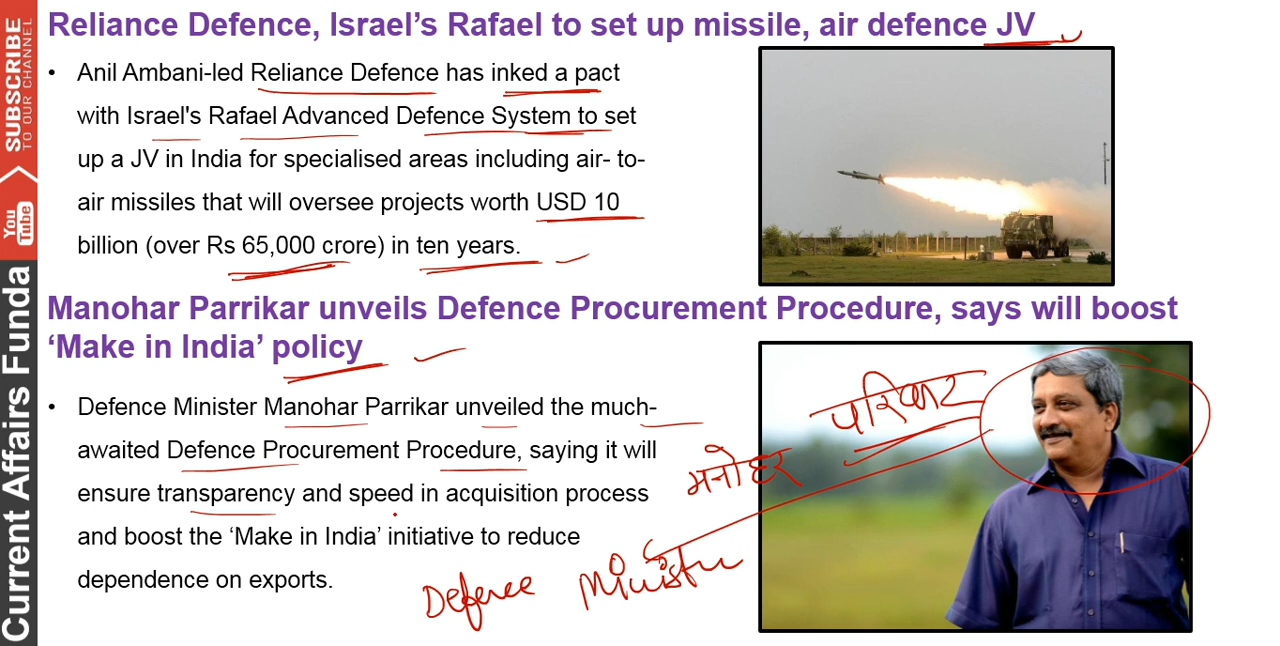 Reliance Defence, Israel’s Rafael to set up missile, air defence JV
• Anil Ambani-led Reliance Defence has inked a pact
with Israel's Rafael Advanced Defence System to set
up a JV in India for specialised areas including air- to-
air missiles that will oversee projects worth USD 10
billion (over Rs 65,000 crore) in ten years.
Manohar Parrikar unveils Defence Procurement Procedure, says will boost
‘Make in India’ policy
• Defence Minister Manohar Parrikar unveiled the much-
awaited Defence Procurement Procedure, saying it will
ensure transparency and speed in acquisition process
and boost the ‘Make in India’ initiative to reduce
dependence on exports.
मनोहर परिकर
Defence Minister
SUBSCRIBE
TO OUR CHANNEL
You Tube
Current Affairs Funda